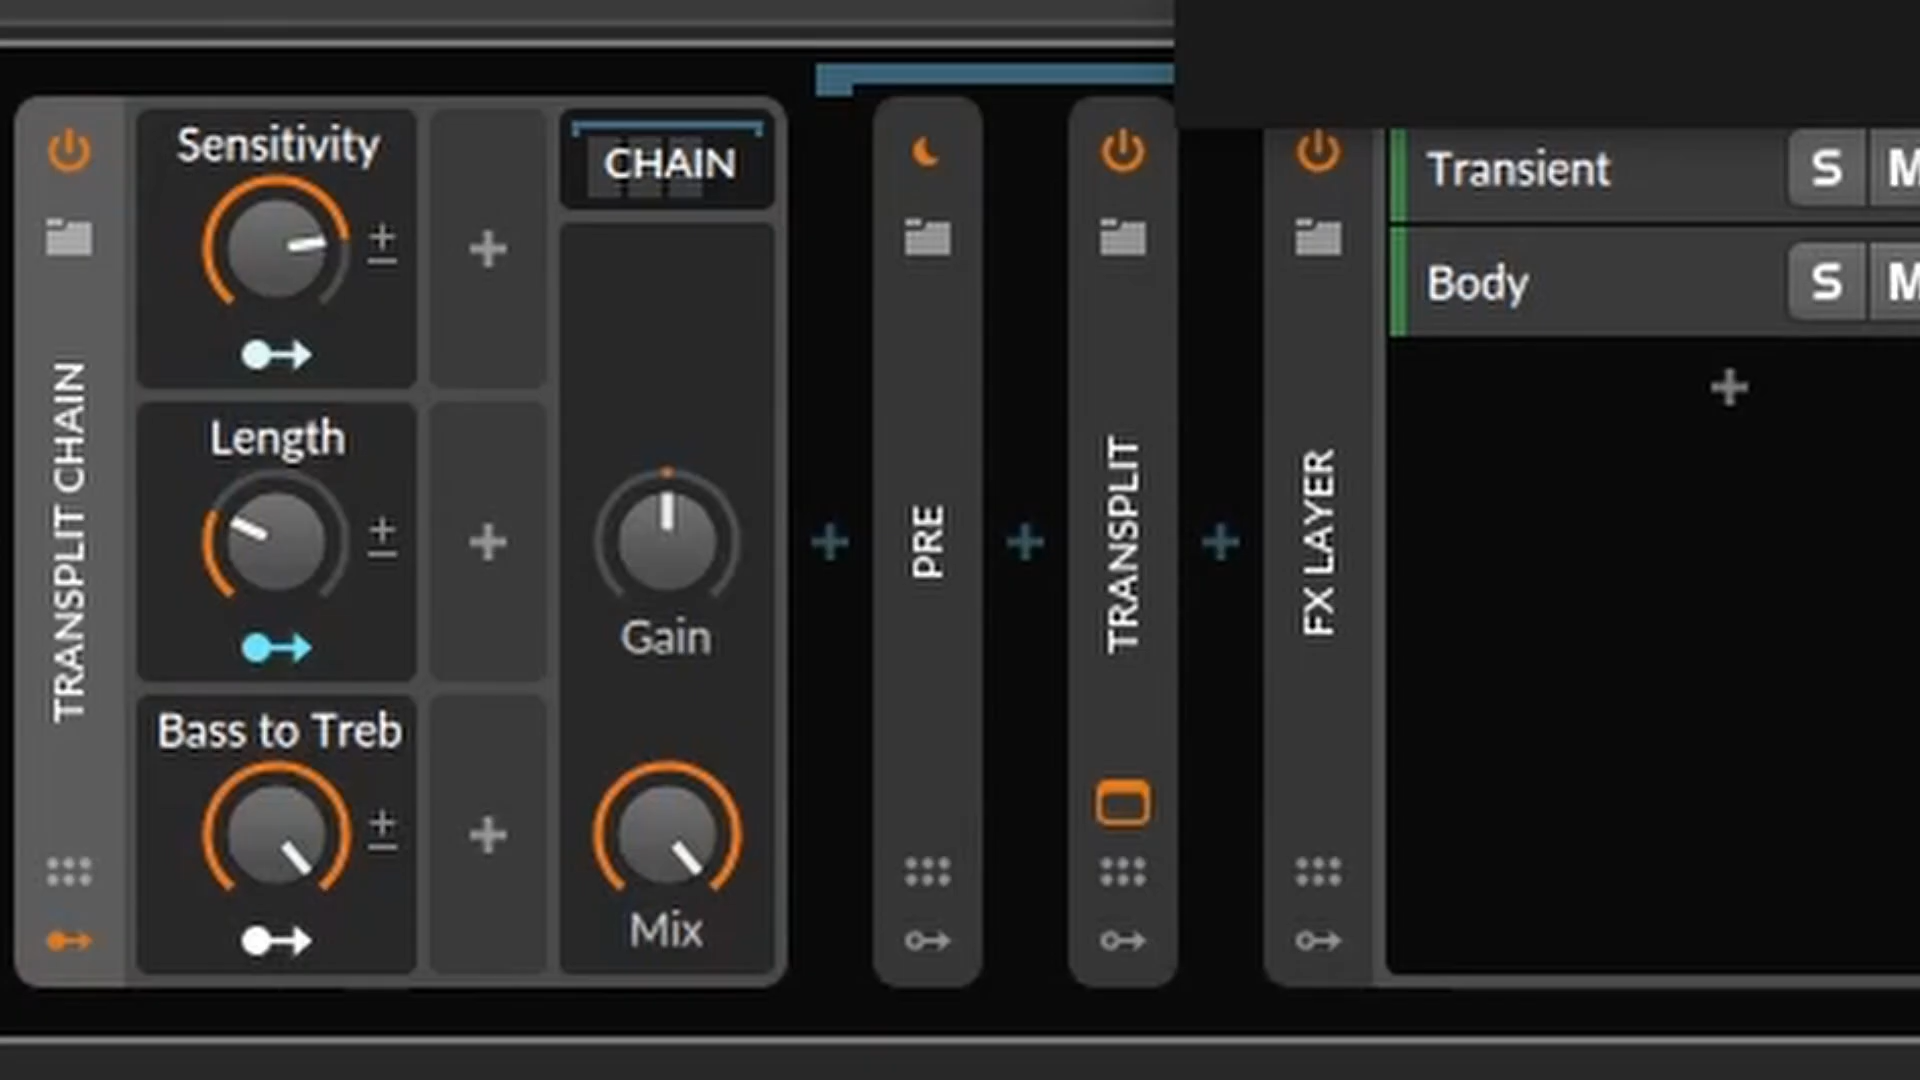 TRANSPLIT CHAIN
Sensitivity
Length
Bass to Treb
CHAIN
Gain
Mix
PRE
TRANSPLIT
FX LAYER
Transient S M
Body S M